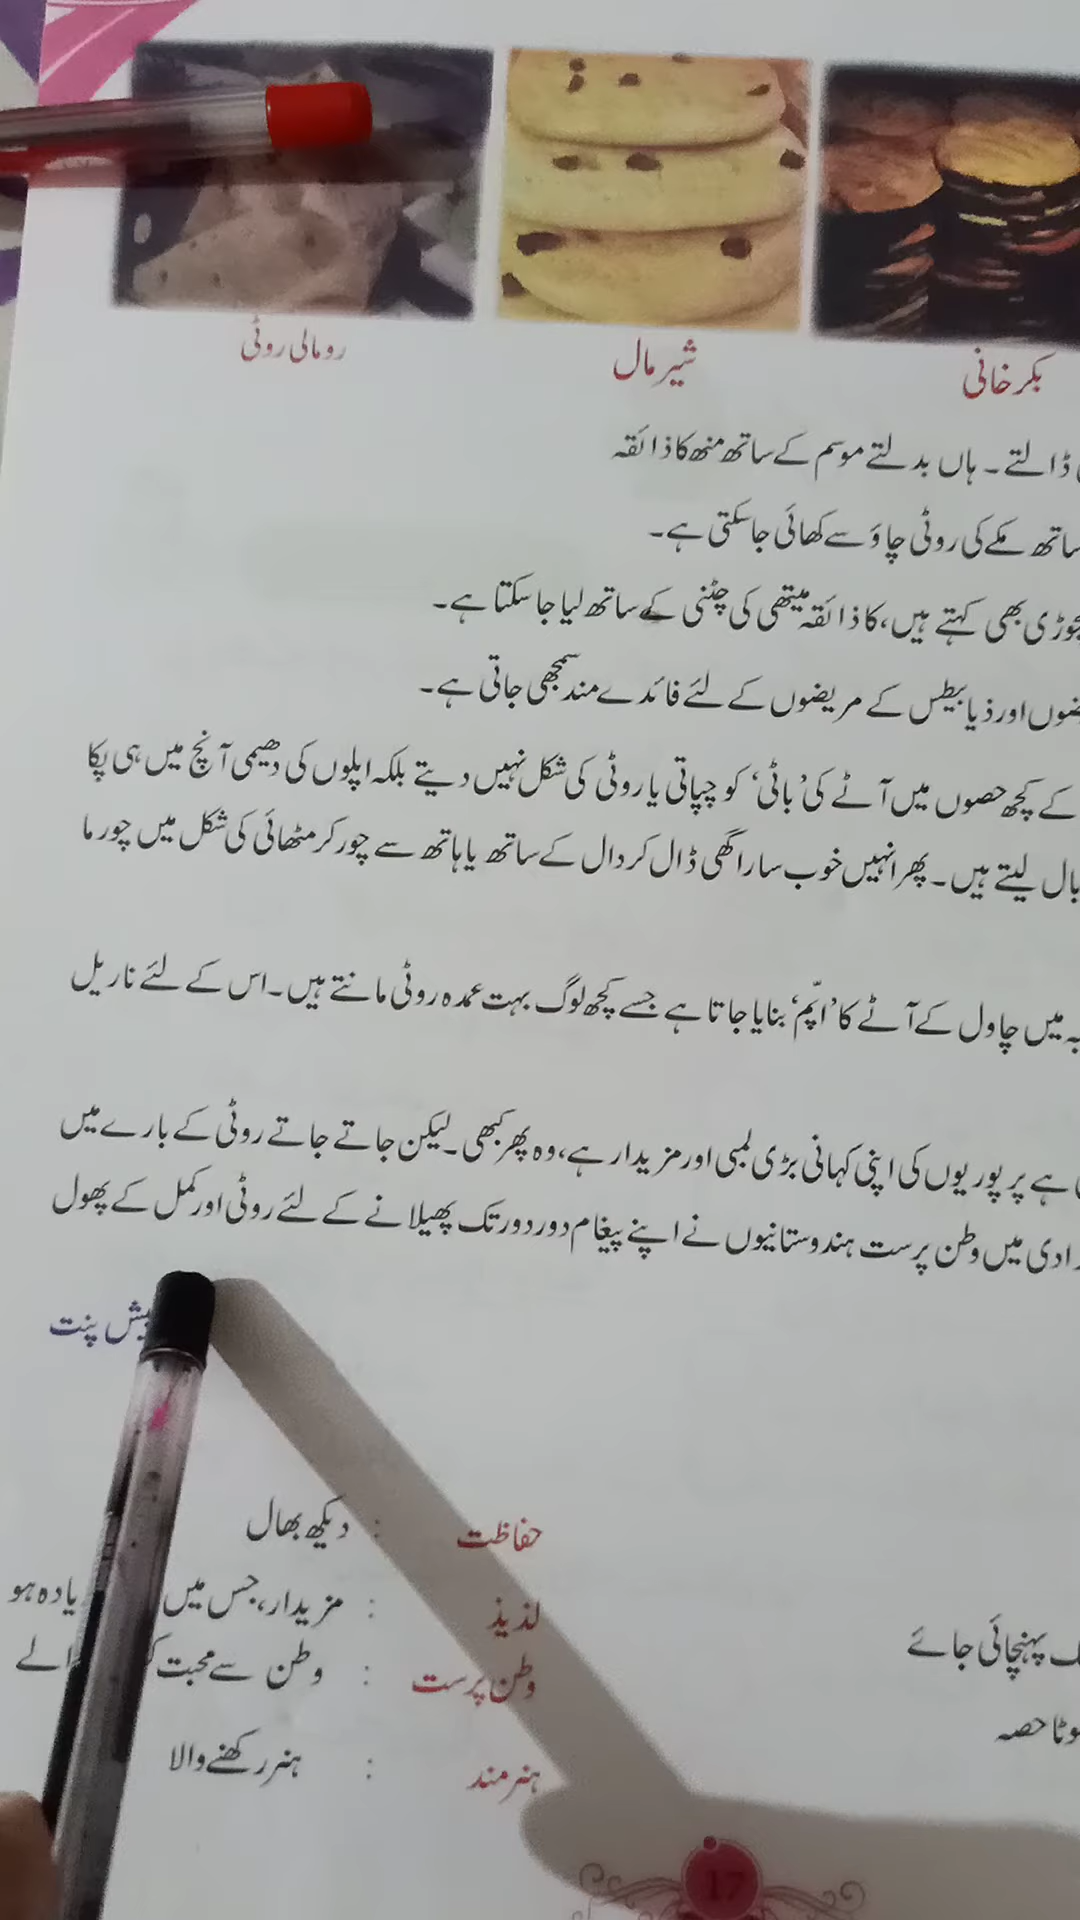 بکرخانی
شیرمال
رومالی روٹی
ڈالتے۔ ہاں بدلتے موسم کے ساتھ منھ کا ذائقہ
ساتھ مکے کی روٹی چاؤ سے کھائی جاسکتی ہے۔
بھی کہتے ہیں، کا ذائقہ میتھی کی چٹنی کے ساتھ لیا جاسکتا ہے۔
اور ذیابیطس کے مریضوں کے لئے فائدے مند سمجھی جاتی ہے۔
کے کچھ حصوں میں آٹے کی ’باٹی‘ کو چپاتی یا روٹی کی شکل نہیں دیتے بلکہ اپلوں کی دھیمی آنچ میں ہی پکا
لیتے ہیں۔ پھر انہیں خوب سارا گھی ڈال کر دال کے ساتھ یا ہاتھ سے چور کر مٹھائی کی شکل میں چورما
میں چاول کے آٹے کا ’اپّم‘ بنایا جاتا ہے جسے کچھ لوگ بہت عمدہ روٹی مانتے ہیں۔ اس کے لئے ناریل
ہے پر پوریوں کی اپنی کہانی بڑی لمبی اور مزیدار ہے، وہ پھر کبھی۔ لیکن جاتے جاتے روٹی کے بارے میں
میں وطن پرست ہندوستانیوں نے اپنے پیغام دور دور تک پھیلانے کے لئے روٹی اور کمل کے پھول
پنت
حفاظت : دیکھ بھال
لذیذ : مزیدار، جس میں ہو
پہنچائی جائے
وطن پرست : وطن سے محبت
حصہ
ہنرمند : ہنر رکھنے والا
17